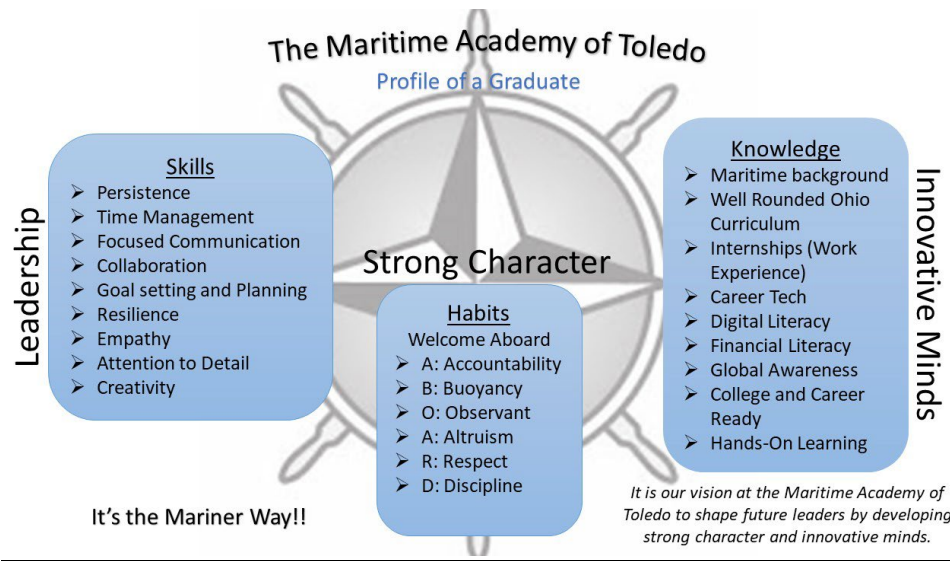 The Maritime Academy of Toledo
Profile of a Graduate
Leadership
Skills
➢ Persistence
➢ Time Management
➢ Focused Communication
➢ Collaboration
➢ Goal setting and Planning
➢ Resilience
➢ Empathy
➢ Attention to Detail
➢ Creativity
Strong Character
Habits
Welcome Aboard
➢ A: Accountability
➢ B: Buoyancy
➢ O: Observant
➢ A: Altruism
➢ R: Respect
➢ D: Discipline
Knowledge
➢ Maritime background
➢ Well Rounded Ohio
Curriculum
➢ Internships (Work
Experience)
➢ Career Tech
➢ Digital Literacy
➢ Financial Literacy
➢ Global Awareness
➢ College and Career
Ready
➢ Hands-On Learning
Innovative Minds
It's the Mariner Way!!
It is our vision at the Maritime Academy of
Toledo to shape future leaders by developing
strong character and innovative minds.